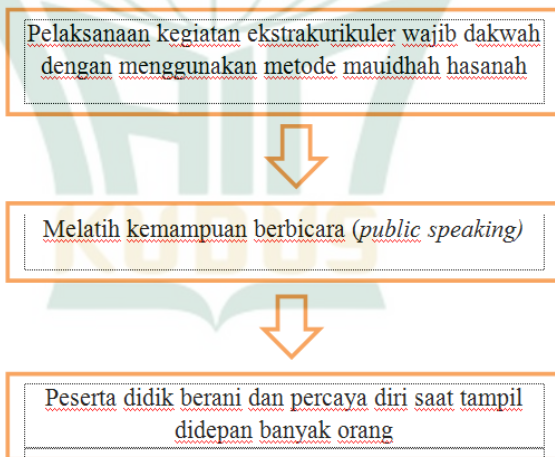 Pelaksanaan kegiatan ekstrakurikuler wajib dakwah
dengan menggunakan metode mauidhah hasanah
Melatih kemampuan berbicara (public speaking)
KUDUS
Peserta didik berani dan percaya diri saat tampil
didepan banyak orang